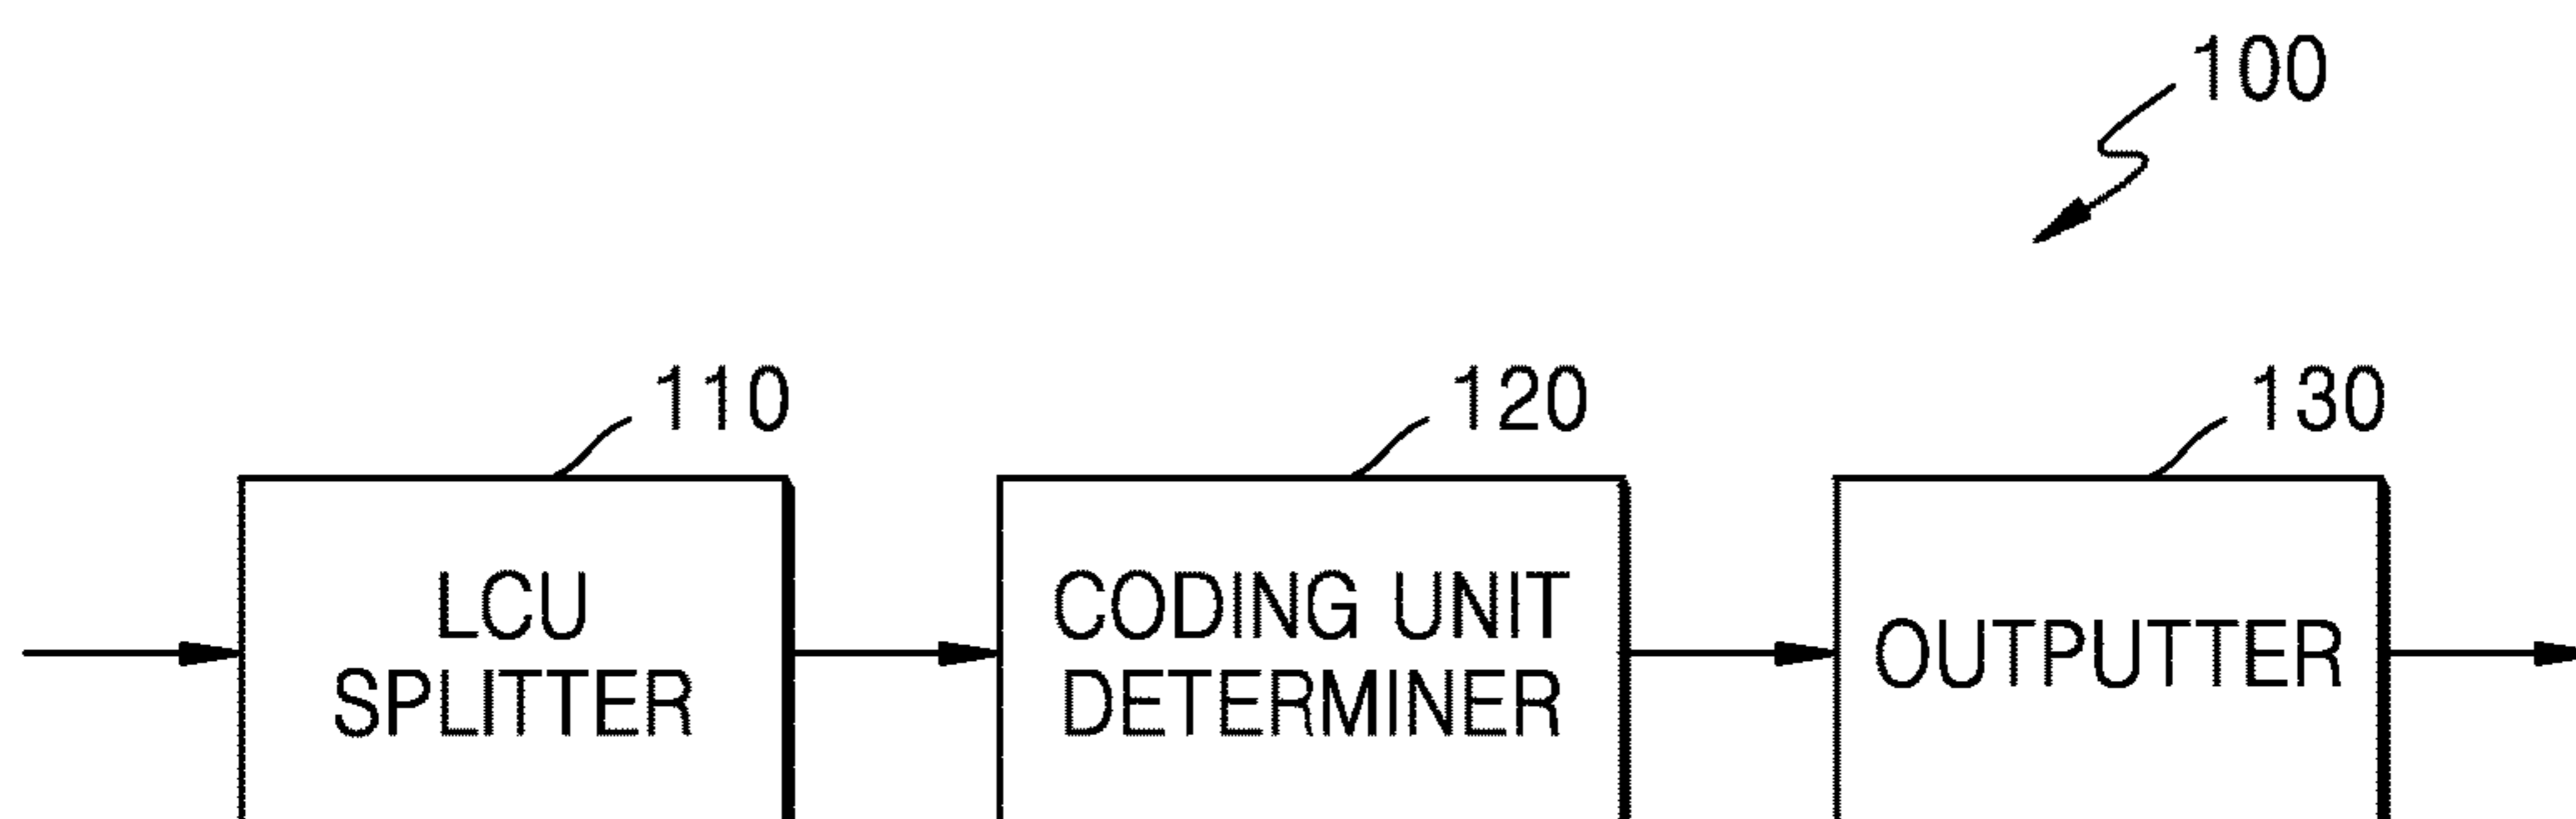 100
110
120
130
LCU
SPLITTER
CODING UNIT
DETERMINER
OUTPUTTER